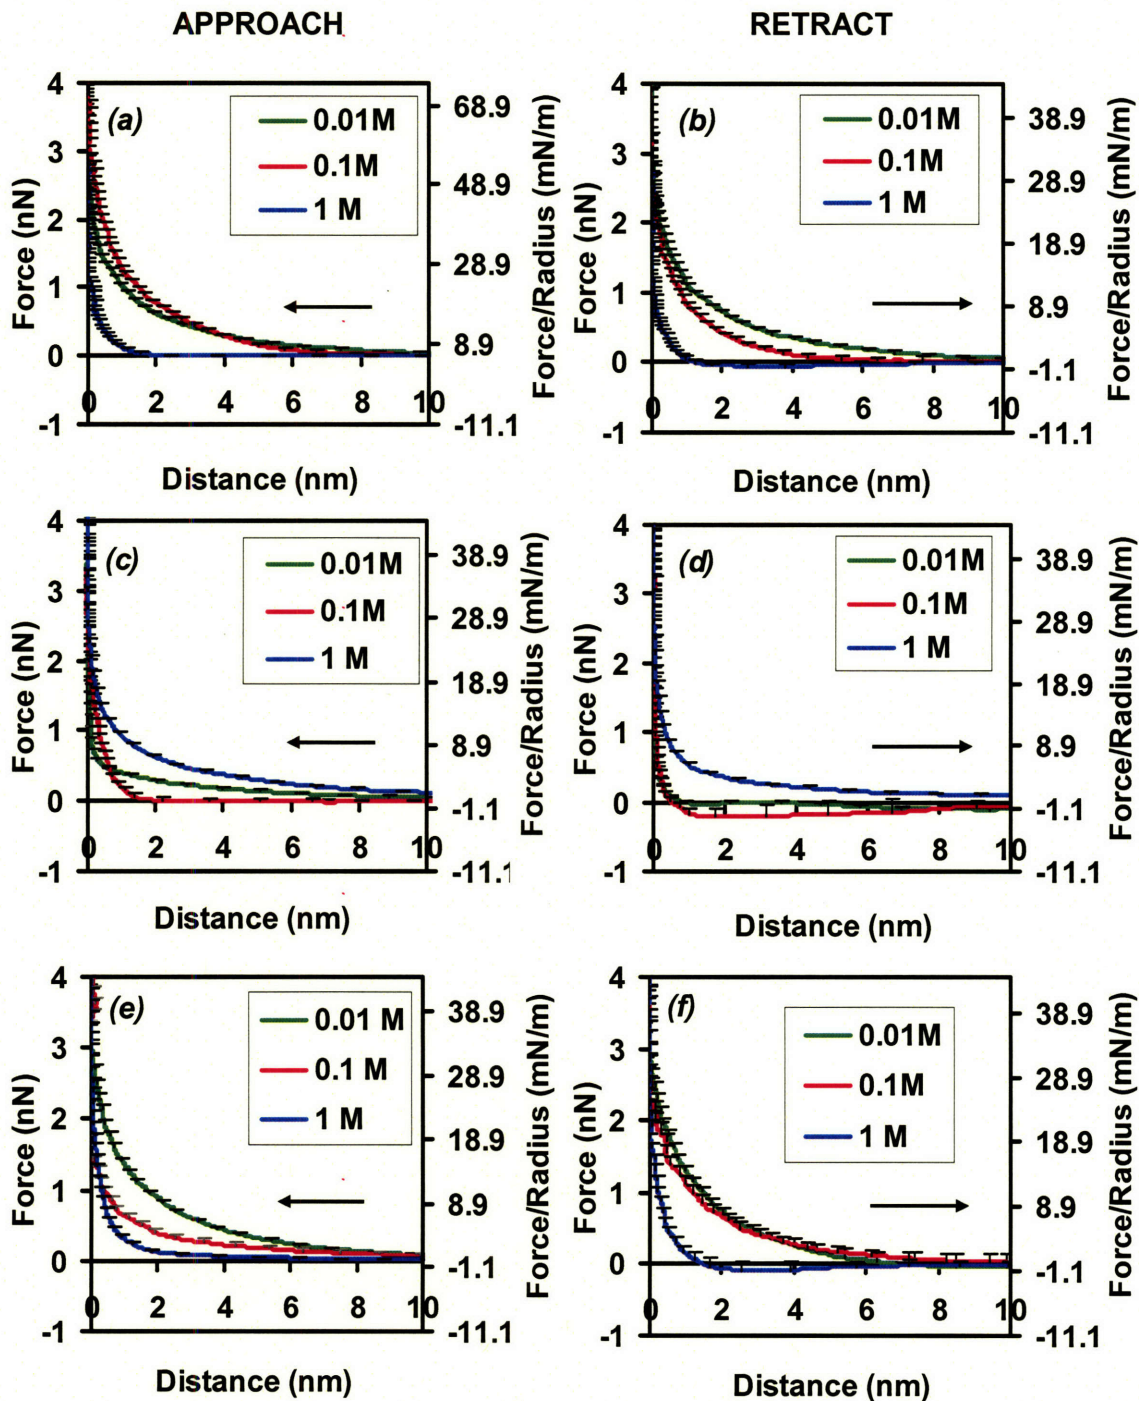 APPROACH
RETRACT
(a)
0.01M
0.1M
1 M
4
3
2
1
0
-1
Force (nN)
68.9
48.9
28.9
8.9
-11.1
Force/Radius (mN/m)
0 2 4 6 8 10
Distance (nm)
(b)
0.01M
0.1M
1 M
4
3
2
1
0
-1
Force (nN)
38.9
28.9
18.9
8.9
-1.1
-11.1
Force/Radius (mN/m)
0 2 4 6 8 10
Distance (nm)
(c)
0.01M
0.1M
1 M
4
3
2
1
0
-1
Force (nN)
38.9
28.9
18.9
8.9
-1.1
-11.1
Force/Radius (mN/m)
0 2 4 6 8 10
Distance (nm)
(d)
0.01M
0.1M
1 M
4
3
2
1
0
-1
Force (nN)
38.9
28.9
18.9
8.9
-1.1
-11.1
Force/Radius (mN/m)
0 2 4 6 8 10
Distance (nm)
(e)
0.01 M
0.1 M
1 M
4
3
2
1
0
-1
Force (nN)
38.9
28.9
18.9
8.9
-1.1
-11.1
Force/Radius (mN/m)
0 2 4 6 8 10
Distance (nm)
(f)
0.01M
0.1M
1 M
4
3
2
1
0
-1
Force (nN)
38.9
28.9
18.9
8.9
-1.1
-11.1
Force/Radius (mN/m)
0 2 4 6 8 10
Distance (nm)